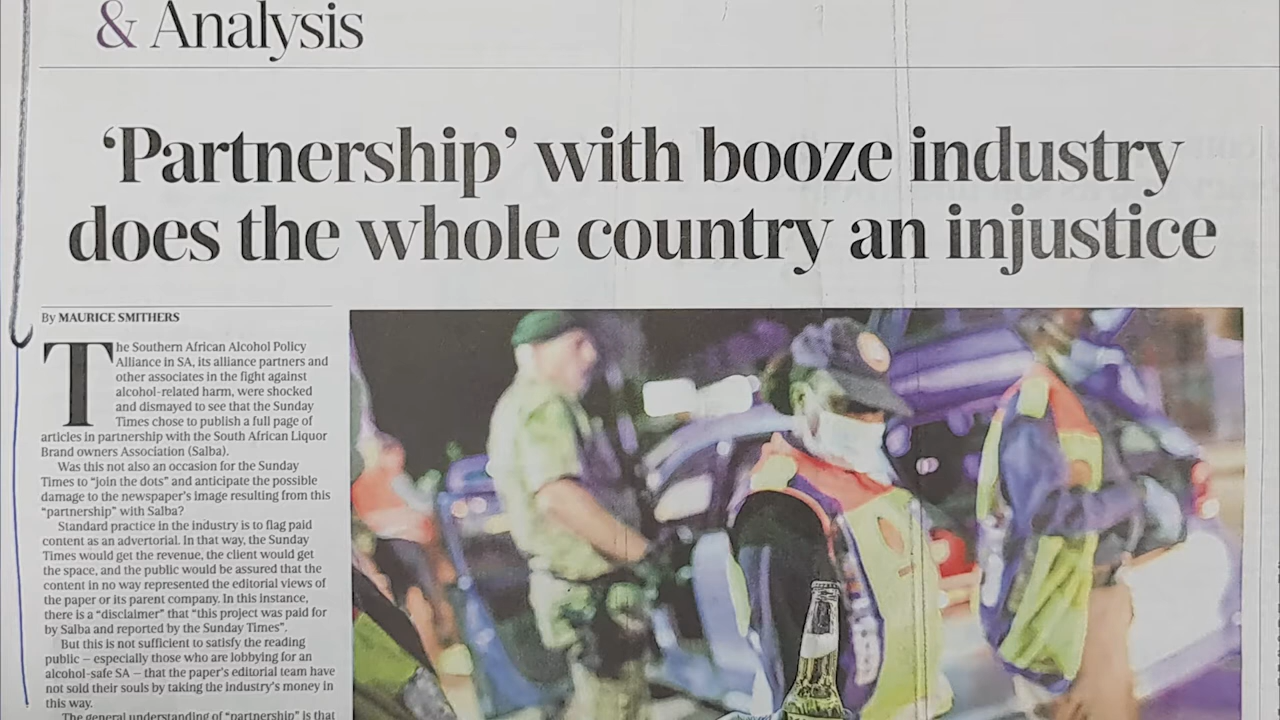 & Analysis
‘Partnership’ with booze industry
does the whole country an injustice
By MAURICE SMITHERS
The Southern African Alcohol Policy
Alliance in SA, its alliance partners and
other associates in the fight against
alcohol-related harm, were shocked
and dismayed to see that the Sunday
Times chose to publish a full page of
articles in partnership with the South African Liquor
Brand owners Association (Salba).
Was this not also an occasion for the Sunday
Times to “join the dots” and anticipate the possible
damage to the newspaper’s image resulting from this
“partnership” with Salba?
Standard practice in the industry is to flag paid
content as an advertorial. In that way, the Sunday
Times would get the revenue, the client would get
the space, and the public would be assured that the
content in no way represented the editorial views of
the paper or its parent company. In this instance,
there is a “disclaimer” that “this project was paid for
by Salba and reported by the Sunday Times”.
But this is not sufficient to satisfy the reading
public – especially those who are lobbying for an
alcohol-safe SA – that the paper’s editorial team have
not sold their souls by taking the industry’s money in
this way.
The general understanding of “partnership” is that